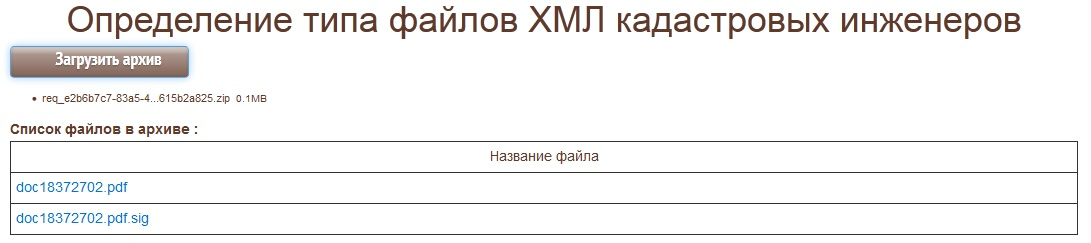 Определение типа файлов ХМЛ кадастровых инженеров
Загрузить архив
req_e2b6b7c7-83a5-4...615b2a825.zip 0.1MB
Список файлов в архиве :
Название файла
doc18372702.pdf
doc18372702.pdf.sig